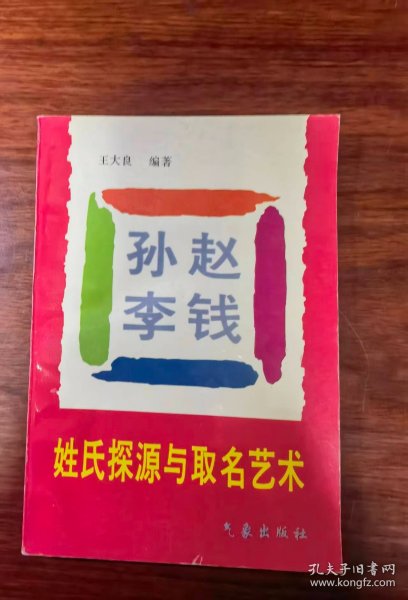 王大良 编著
孙赵
李钱
姓氏探源与取名艺术
气象出版社
孔夫子旧书网
www.kongfz.com